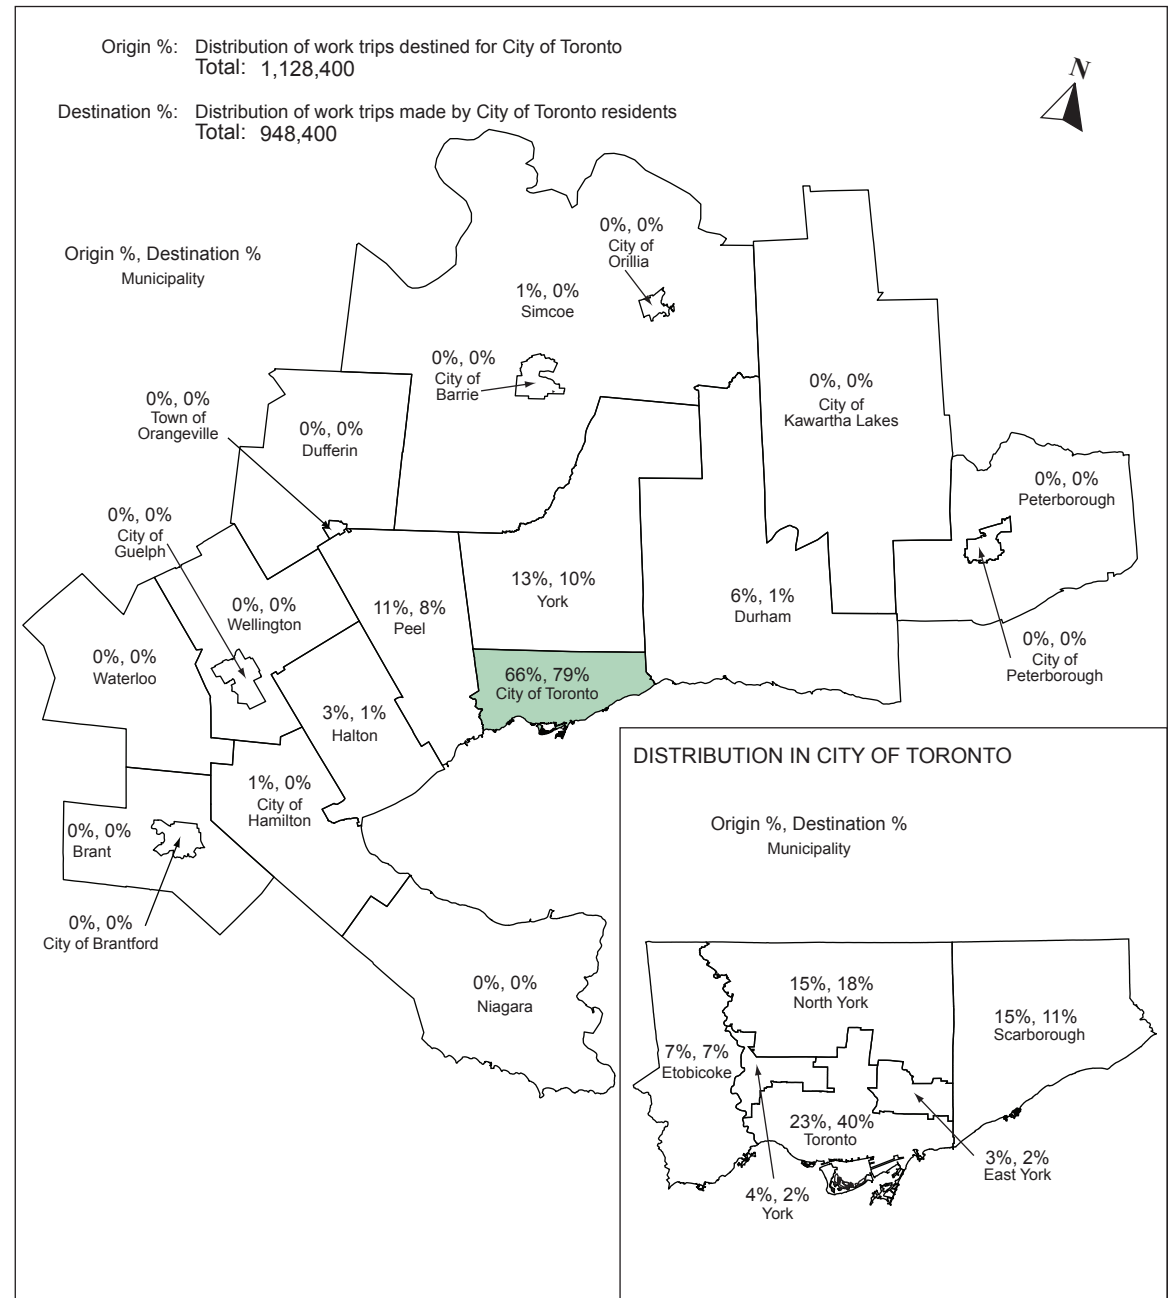 Origin %: Distribution of work trips destined for City of Toronto
Total: 1,128,400
Destination %: Distribution of work trips made by City of Toronto residents
Total: 948,400
N
Origin %, Destination %
Municipality
0%, 0%
City of
Orillia
1%, 0%
Simcoe
0%, 0%
City of
Barrie
0%, 0%
Town of
Orangeville
0%, 0%
Dufferin
0%, 0%
City of
Kawartha Lakes
0%, 0%
Peterborough
0%, 0%
City of
Guelph
13%, 10%
York
6%, 1%
Durham
11%, 8%
Peel
0%, 0%
Wellington
0%, 0%
City of
Peterborough
0%, 0%
Waterloo
66%, 79%
City of Toronto
3%, 1%
Halton
1%, 0%
City of
Hamilton
0%, 0%
Brant
0%, 0%
City of Brantford
0%, 0%
Niagara
DISTRIBUTION IN CITY OF TORONTO
Origin %, Destination %
Municipality
15%, 18%
North York
15%, 11%
Scarborough
7%, 7%
Etobicoke
23%, 40%
Toronto
3%, 2%
East York
4%, 2%
York